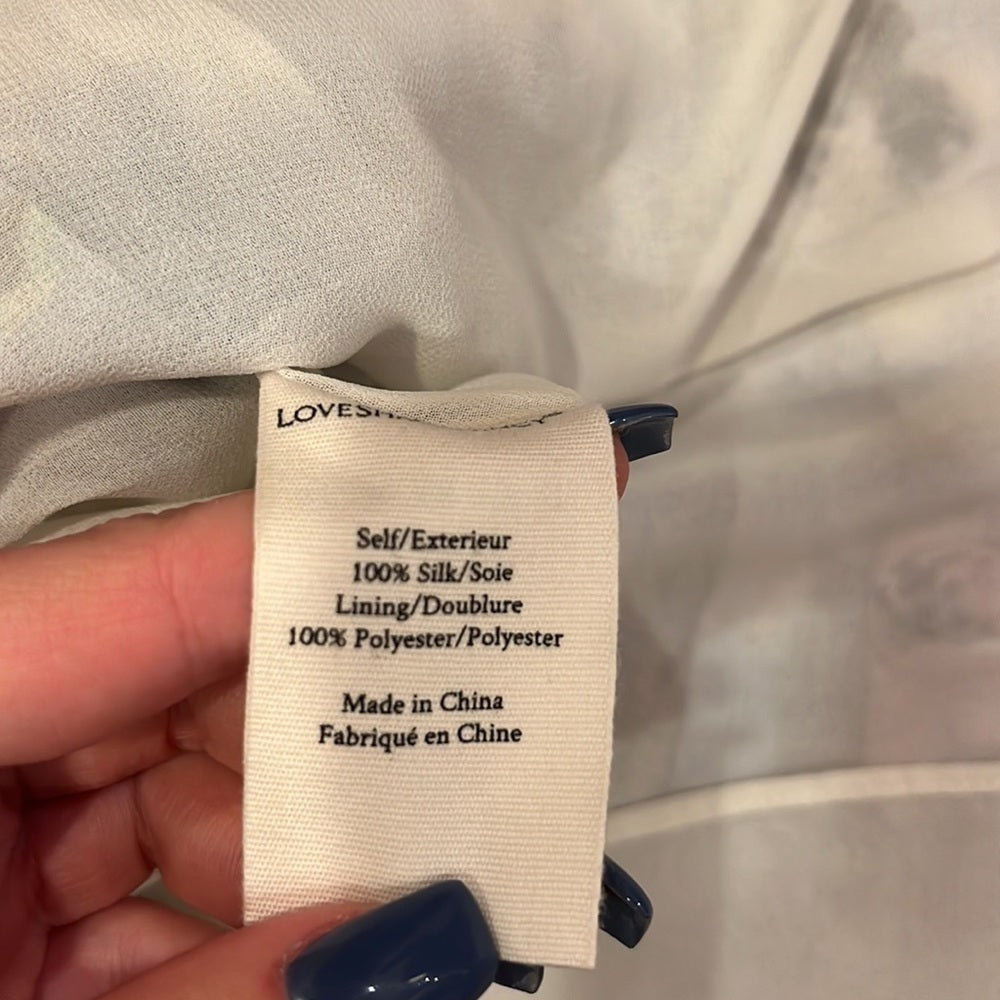 Self/Exterieur
100% Silk/Soie
Lining/Doublure
100% Polyester/Polyester
Made in China
Fabriqué en Chine